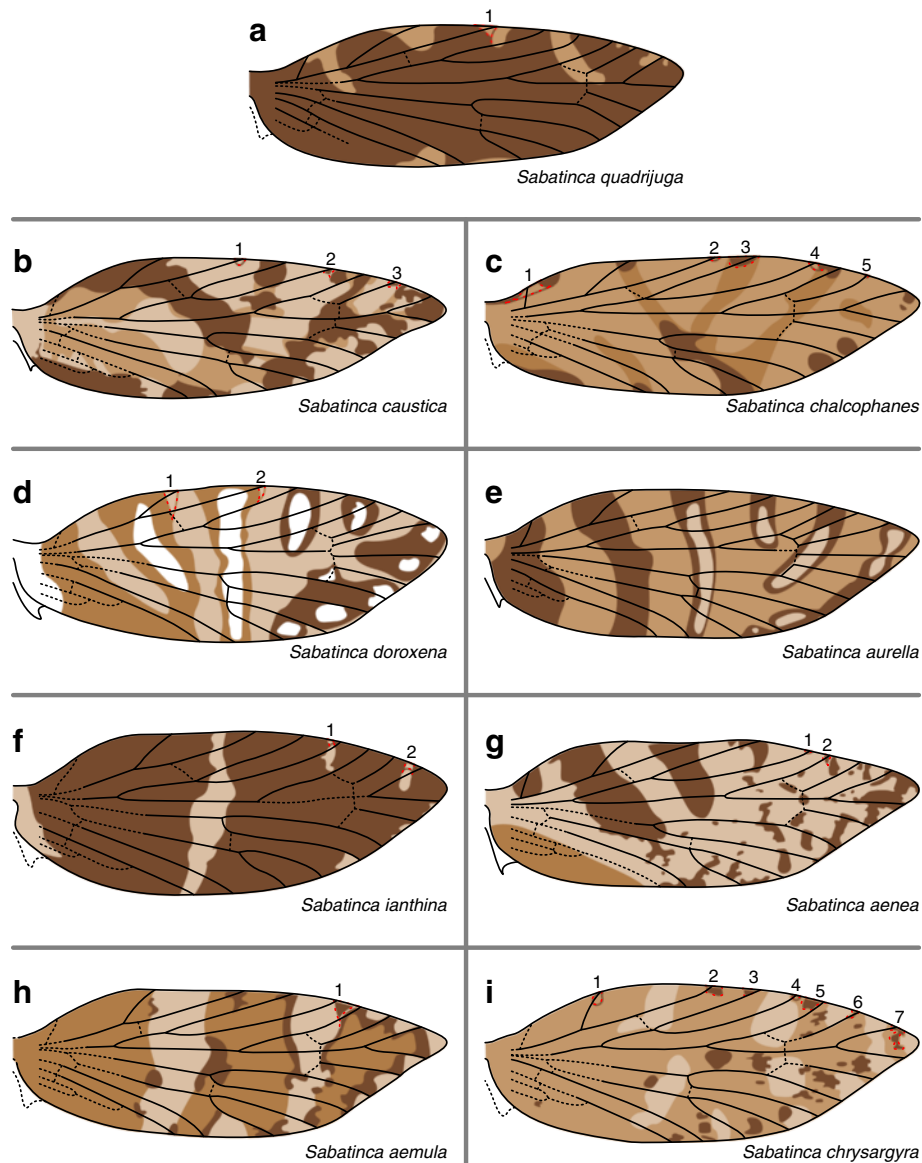 a
1
Sabatinca quadrijuga
b
1 2 3
Sabatinca caustica
c
1 2 3 4 5
Sabatinca chalcophanes
d
1 2
Sabatinca doroxena
e
Sabatinca aurella
f
1 2
Sabatinca ianthina
g
1 2
Sabatinca aenea
h
1
Sabatinca aemula
i
1 2 3 4 5 6 7
Sabatinca chrysargyra